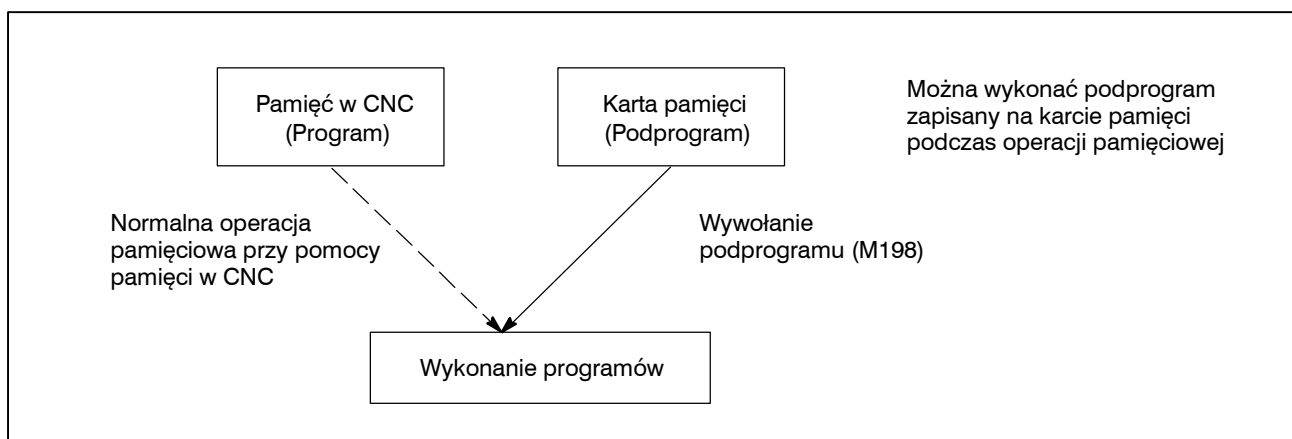 Pamięć w CNC
(Program)
Karta pamięci
(Podprogram)
Można wykonać podprogram
zapisany na karcie pamięci
podczas operacji pamięciowej
Normalna operacja
pamięciowa przy pomocy
pamięci w CNC
Wywołanie
podprogramu (M198)
Wykonanie programów